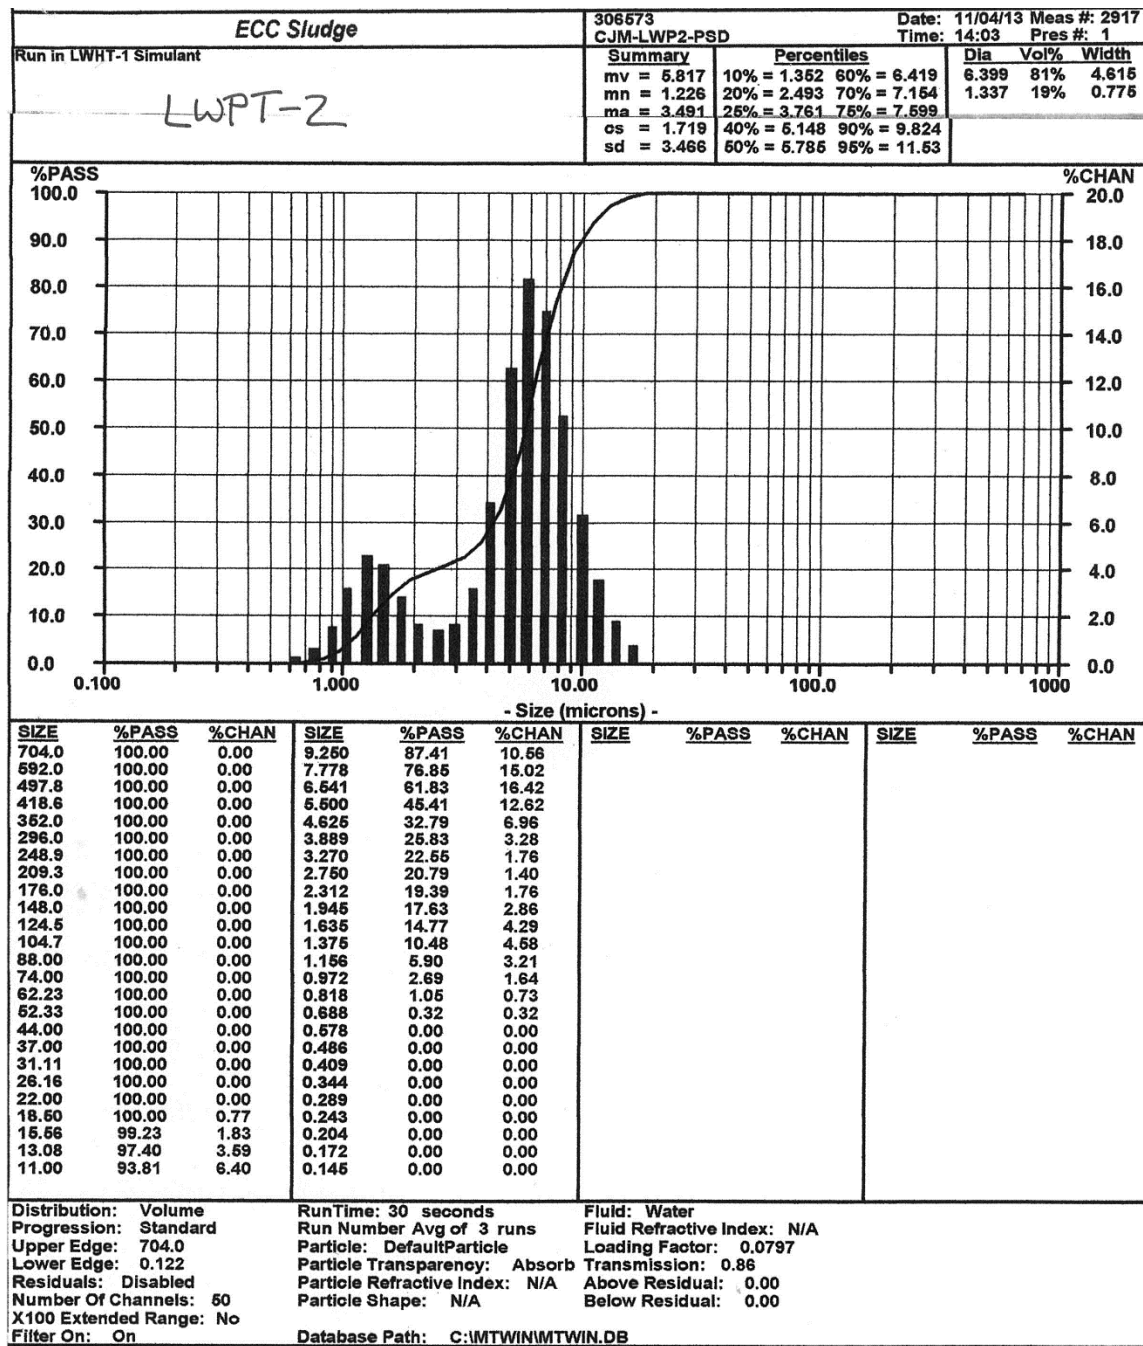 ECC Sludge
306573 Date: 11/04/13 Meas #: 2917
CJM-LWP2-PSD Time: 14:03 Pres #: 1
Run in LWHT-1 Simulant
LWPT-2
Summary Percentiles Dia Vol% Width
mv = 5.817 10% = 1.352 60% = 6.419 6.399 81% 4.615
mn = 1.226 20% = 2.493 70% = 7.154 1.337 19% 0.775
ma = 3.491 25% = 3.761 75% = 7.599
cs = 1.719 40% = 5.148 90% = 9.824
sd = 3.466 50% = 5.785 95% = 11.53
%PASS %CHAN
100.0 20.0
90.0 18.0
80.0 16.0
70.0 14.0
60.0 12.0
50.0 10.0
40.0 8.0
30.0 6.0
20.0 4.0
10.0 2.0
0.0 0.0
0.100 1.000 10.00 100.0 1000
- Size (microns) -
SIZE %PASS %CHAN SIZE %PASS %CHAN SIZE %PASS %CHAN SIZE %PASS %CHAN
704.0 100.00 0.00 9.250 87.41 10.56
592.0 100.00 0.00 7.778 76.85 15.02
497.8 100.00 0.00 6.541 61.83 16.42
418.6 100.00 0.00 5.500 45.41 12.62
352.0 100.00 0.00 4.625 32.79 6.96
296.0 100.00 0.00 3.889 25.83 3.28
248.9 100.00 0.00 3.270 22.55 1.76
209.3 100.00 0.00 2.750 20.79 1.40
176.0 100.00 0.00 2.312 19.39 1.76
148.0 100.00 0.00 1.945 17.63 2.86
124.5 100.00 0.00 1.635 14.77 4.29
104.7 100.00 0.00 1.375 10.48 4.58
88.00 100.00 0.00 1.156 5.90 3.21
74.00 100.00 0.00 0.972 2.69 1.64
62.23 100.00 0.00 0.818 1.05 0.73
52.33 100.00 0.00 0.688 0.32 0.32
44.00 100.00 0.00 0.578 0.00 0.00
37.00 100.00 0.00 0.486 0.00 0.00
31.11 100.00 0.00 0.409 0.00 0.00
26.16 100.00 0.00 0.344 0.00 0.00
22.00 100.00 0.00 0.289 0.00 0.00
18.50 100.00 0.77 0.243 0.00 0.00
15.56 99.23 1.83 0.204 0.00 0.00
13.08 97.40 3.59 0.172 0.00 0.00
11.00 93.81 6.40 0.145 0.00 0.00
Distribution: Volume RunTime: 30 seconds Fluid: Water
Progression: Standard Run Number Avg of 3 runs Fluid Refractive Index: N/A
Upper Edge: 704.0 Particle: DefaultParticle Loading Factor: 0.0797
Lower Edge: 0.122 Particle Transparency: Absorb Transmission: 0.86
Residuals: Disabled Particle Refractive Index: N/A Above Residual: 0.00
Number Of Channels: 50 Particle Shape: N/A Below Residual: 0.00
X100 Extended Range: No
Filter On: On Database Path: C:\MTWIN\MTWIN.DB